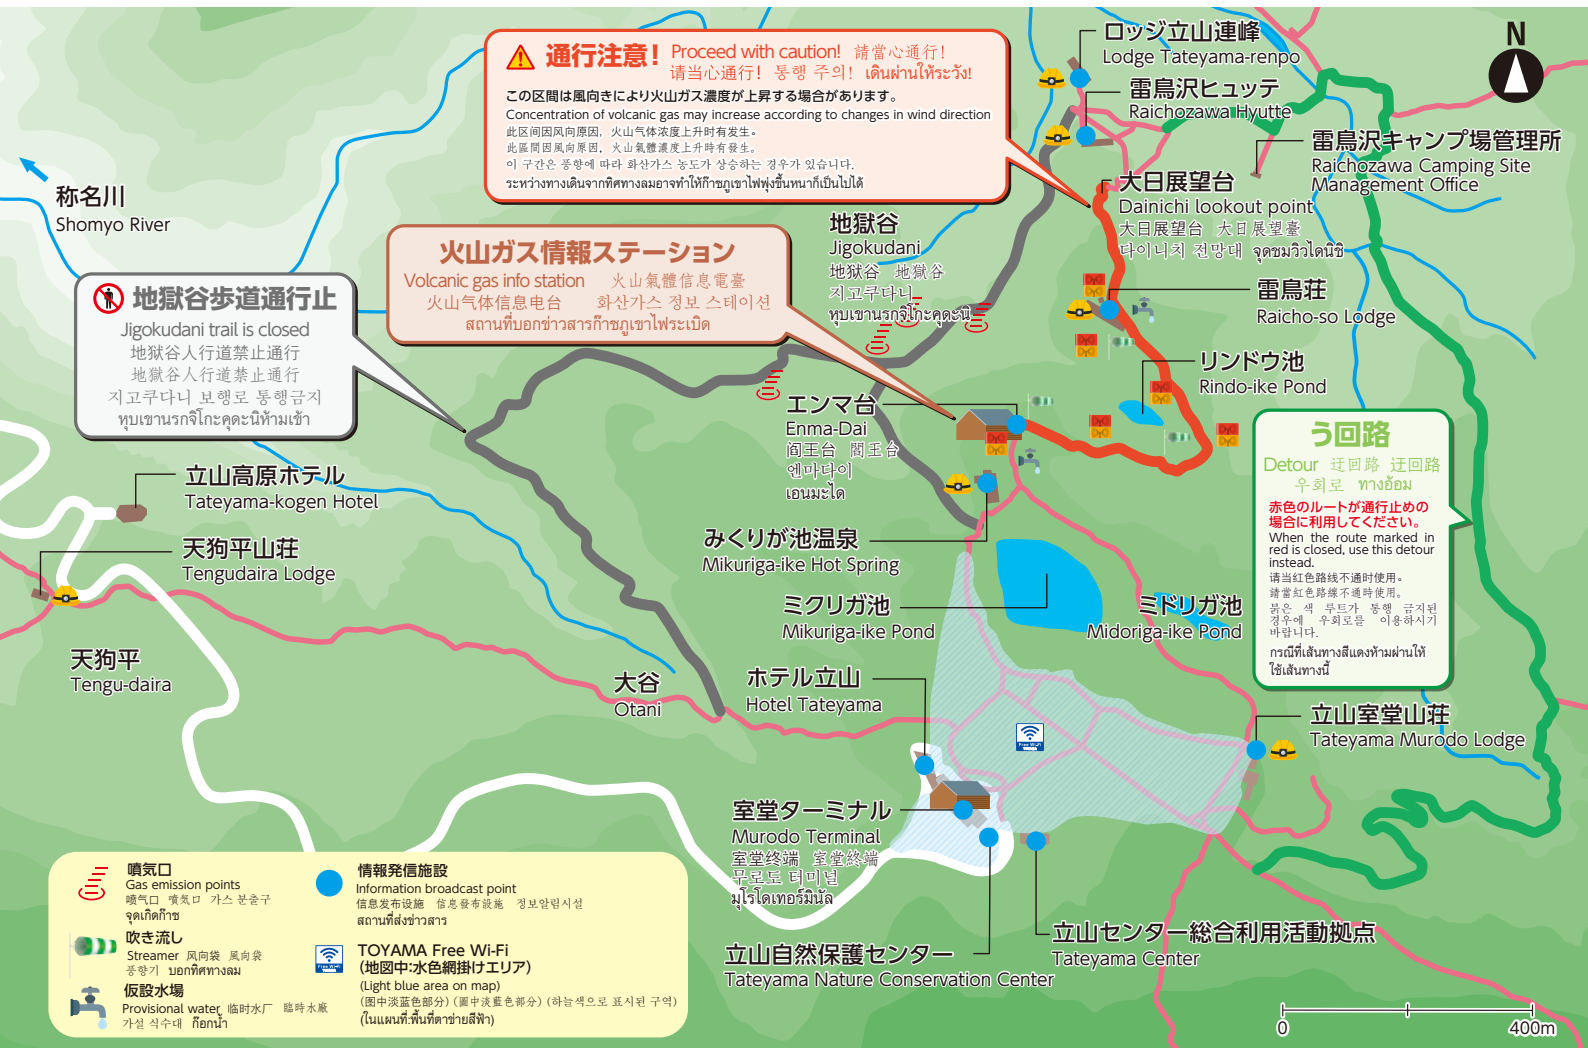 ロッジ立山連峰
Lodge Tateyama-renpo
N
通行注意! Proceed with caution! 請當心通行!
请当心通行! 통행 주의! เดินผ่านให้ระวัง!
この区間は風向きにより火山ガス濃度が上昇する場合があります。
Concentration of volcanic gas may increase according to changes in wind direction
此区间因风向原因，火山气体浓度上升时有发生。
此區間因風向原因，火山氣體濃度上升時有發生。
이 구간은 풍향에 따라 화산가스 농도가 상승하는 경우가 있습니다.
ระหว่างทางเดินจากทิศทางลมอาจทำให้ก๊าซภูเขาไฟพุ่งขึ้นหนาก็เป็นไปได้
雷鳥沢ヒュッテ
Raichozawa Hyutte
雷鳥沢キャンプ場管理所
Raichozawa Camping Site
Management Office
称名川
Shomyo River
大日展望台
Dainichi lookout point
大日展望台 大日展望臺
다이니치 전망대 จุดชมวิวไดนิชิ
地獄谷
Jigokudani
地狱谷 地獄谷
지고쿠다니
หุบเขานรกจิโกะคุดะนิ
火山ガス情報ステーション
Volcanic gas info station 火山氣體信息電臺
火山气体信息电台 화산가스 정보 스테이션
สถานที่บอกข่าวสารก๊าซภูเขาไฟระเบิด
地獄谷歩道通行止
Jigokudani trail is closed
地狱谷人行道禁止通行
地獄谷人行道禁止通行
지고쿠다니 보행로 통행금지
หุบเขานรกจิโกะคุดะนิห้ามเข้า
雷鳥荘
Raicho-so Lodge
リンドウ池
Rindo-ike Pond
エンマ台
Enma-Dai
阎王台 閻王台
엔마다이
เอนมะได
う回路
Detour 迂回路 迂回路
우회로 ทางอ้อม
赤色のルートが通行止めの
場合に利用してください。
When the route marked in
red is closed, use this detour
instead.
请当红色路线不通时使用。
請當紅色路線不通時使用。
붉은 색 루트가 통행 금지된
경우에 우회로를 이용하시기
바랍니다.
กรณีที่เส้นทางสีแดงห้ามผ่านให้
ใช้เส้นทางนี้
立山高原ホテル
Tateyama-kogen Hotel
天狗平山荘
Tengudaira Lodge
みくりが池温泉
Mikuriga-ike Hot Spring
ミクリガ池
Mikuriga-ike Pond
ミドリガ池
Midoriga-ike Pond
天狗平
Tengu-daira
大谷
Otani
ホテル立山
Hotel Tateyama
立山室堂山荘
Tateyama Murodo Lodge
Free Wi-Fi
室堂ターミナル
Murodo Terminal
室堂终端 室堂終端
무로도 터미널
มุโรโดเทอร์มินัล
立山自然保護センター
Tateyama Nature Conservation Center
立山センター総合利用活動拠点
Tateyama Center
噴気口
Gas emission points
喷气口 噴気口 가스 분출구
จุดเกิดก๊าซ
吹き流し
Streamer 风向袋 風向袋
풍향기 บอกทิศทางลม
仮設水場
Provisional water 临时水厂 臨時水廠
가설 식수대 ก๊อกน้ำ
情報発信施設
Information broadcast point
信息发布设施 信息發布設施 정보알림시설
สถานที่ส่งข่าวสาร
Free Wi-Fi
TOYAMA Free Wi-Fi
(地図中:水色網掛けエリア)
(Light blue area on map)
(图中淡蓝色部分) (圖中淡藍色部分) (하늘색으로 표시된 구역)
(ในแผนที่:พื้นที่ตาข่ายสีฟ้า)
0 400m